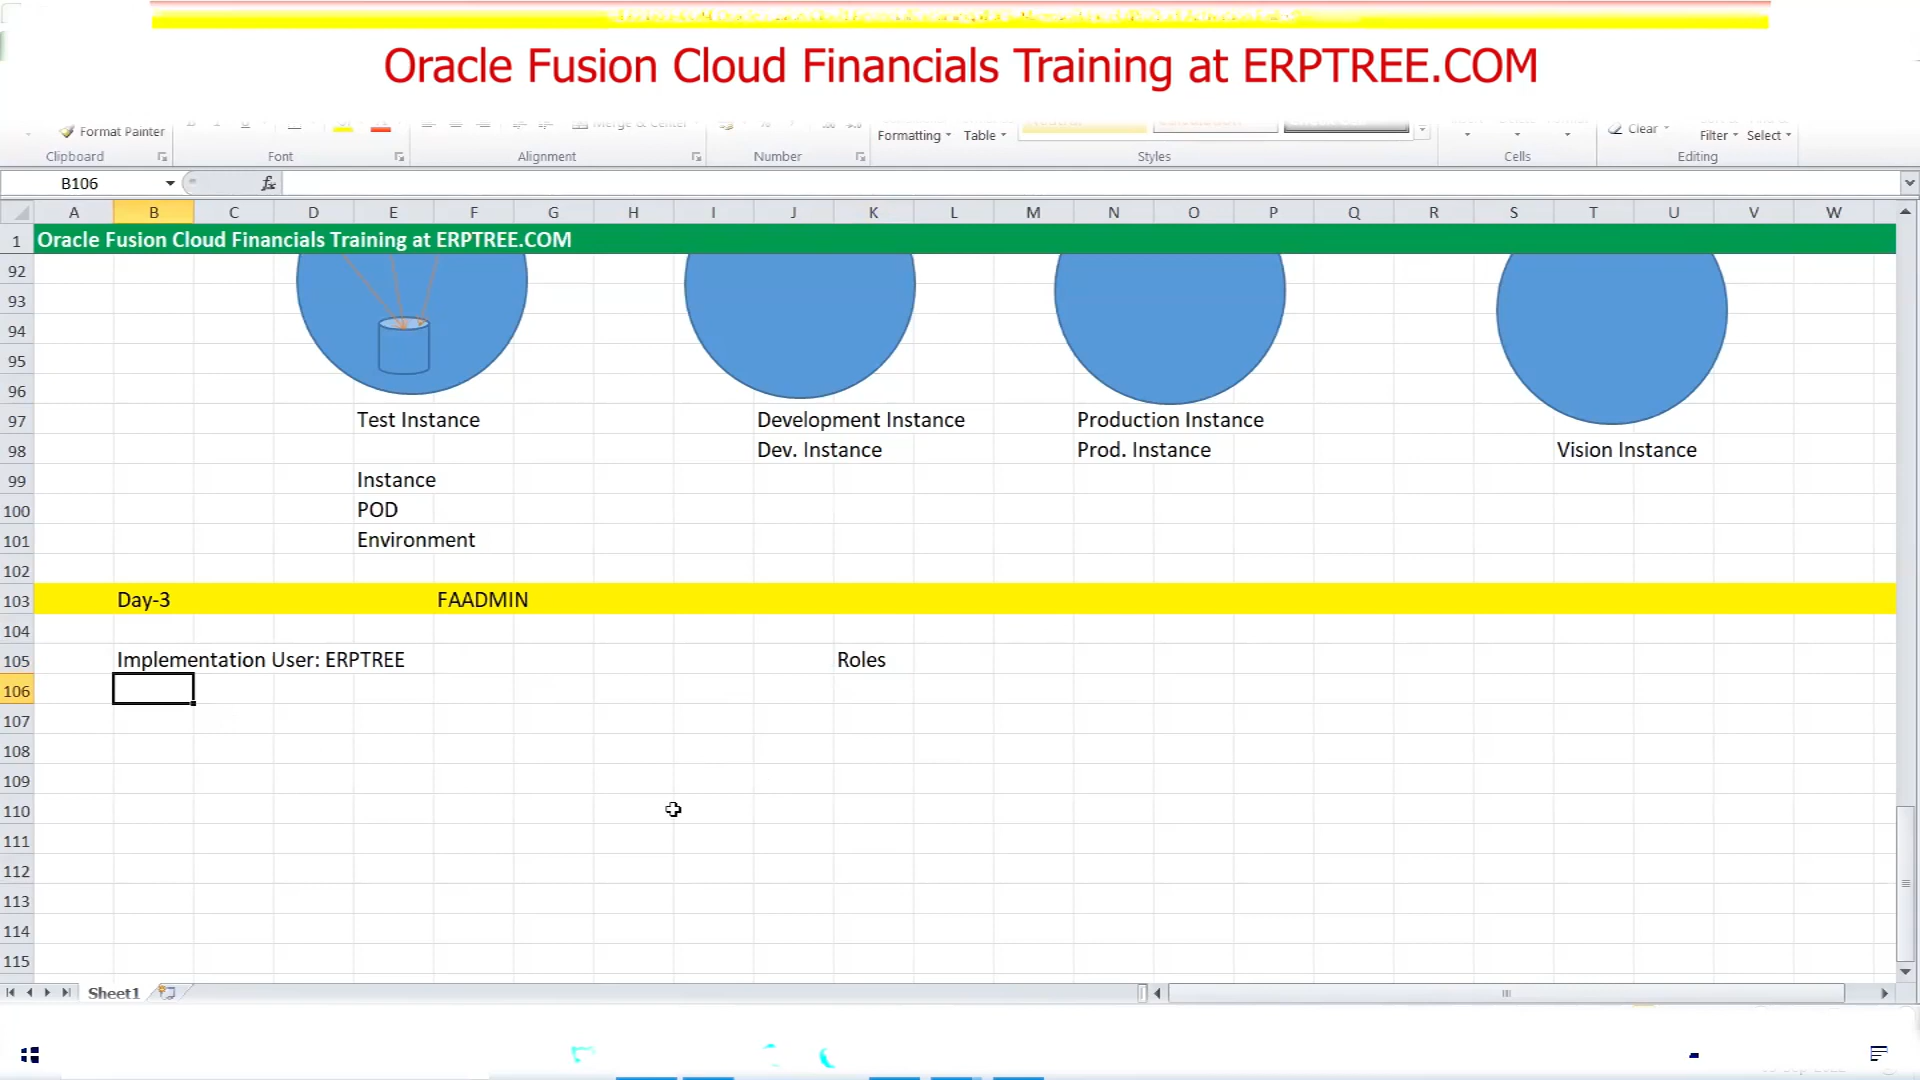 Oracle Fusion Cloud Financials Training at ERPTREE.COM
Format Painter
Merge & Center
Formatting
Table
Clear
Filter
Select
Clipboard
Font
Alignment
Number
Styles
Cells
Editing
B106
fx
A B C D E F G H I J K L M N O P Q R S T U V W
1 Oracle Fusion Cloud Financials Training at ERPTREE.COM
92
93
94
95
96
97 Test Instance Development Instance Production Instance
98 Dev. Instance Prod. Instance Vision Instance
99 Instance
100 POD
101 Environment
102
103 Day-3 FAADMIN
104
105 Implementation User: ERPTREE Roles
106
107
108
109
110
111
112
113
114
115
Sheet1